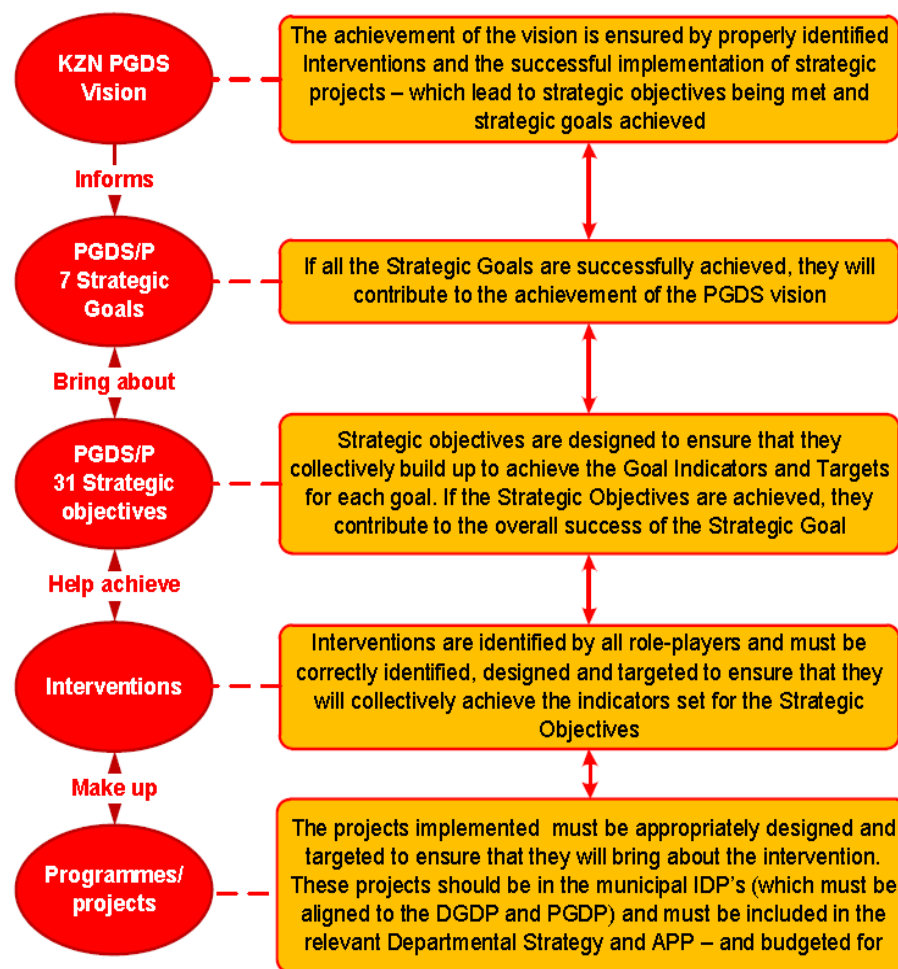 KZN PGDS
Vision
The achievement of the vision is ensured by properly identified
Interventions and the successful implementation of strategic
projects – which lead to strategic objectives being met and
strategic goals achieved
Informs
PGDS/P
7 Strategic
Goals
If all the Strategic Goals are successfully achieved, they will
contribute to the achievement of the PGDS vision
Bring about
PGDS/P
31 Strategic
objectives
Strategic objectives are designed to ensure that they
collectively build up to achieve the Goal Indicators and Targets
for each goal. If the Strategic Objectives are achieved, they
contribute to the overall success of the Strategic Goal
Help achieve
Interventions
Interventions are identified by all role-players and must be
correctly identified, designed and targeted to ensure that they
will collectively achieve the indicators set for the Strategic
Objectives
Make up
Programmes/
projects
The projects implemented  must be appropriately designed and
targeted to ensure that they will bring about the intervention.
These projects should be in the municipal IDP's (which must be
aligned to the DGDP and PGDP) and must be included in the
relevant Departmental Strategy and APP – and budgeted for